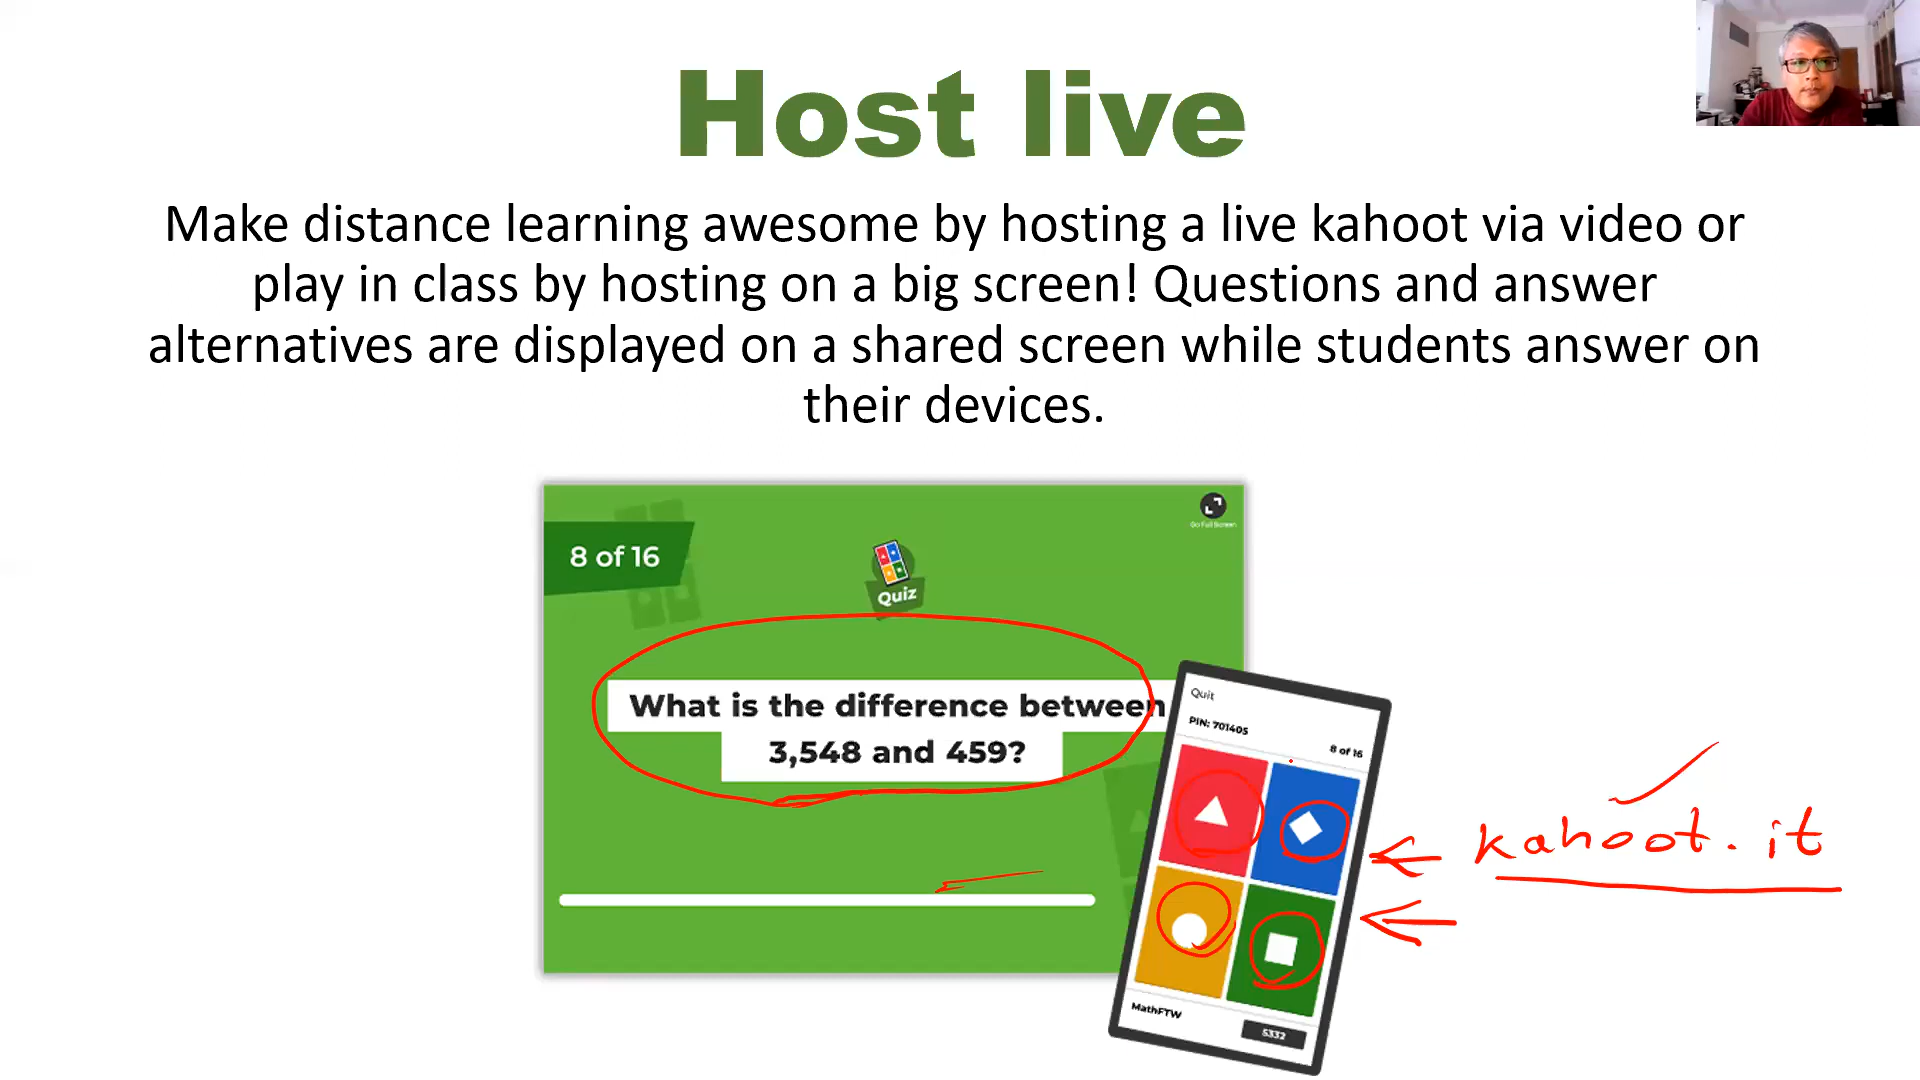 Host live
Make distance learning awesome by hosting a live kahoot via video or
play in class by hosting on a big screen! Questions and answer
alternatives are displayed on a shared screen while students answer on
their devices.
Go Full Screen
8 of 16
Quiz
What is the difference between
3,548 and 459?
Quit
PIN: 701405
8 of 16
kahoot.it
MathFTW
5332